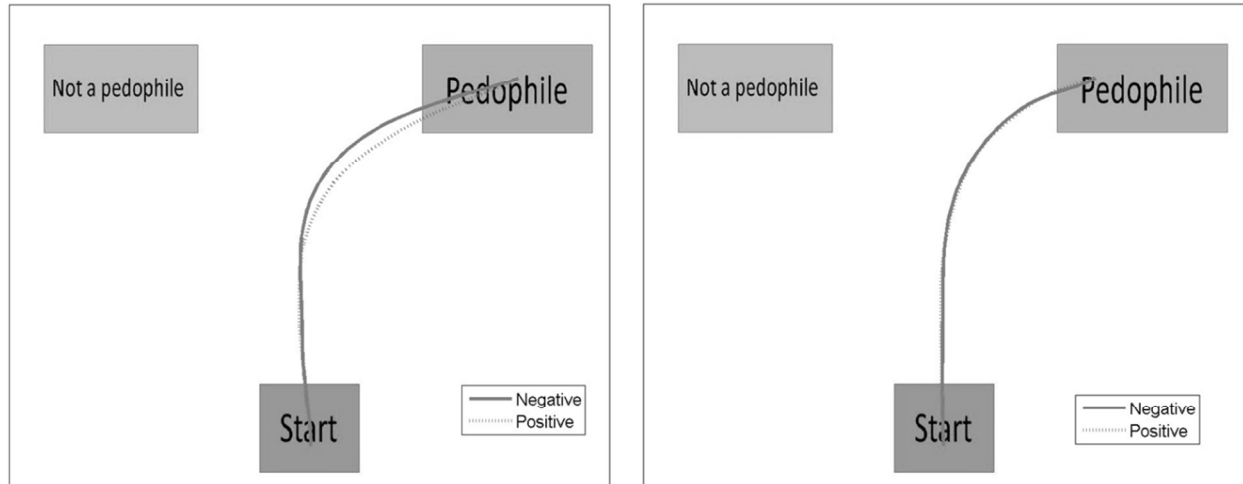 Not a pedophile
Pedophile
Start
Negative
Positive
Not a pedophile
Pedophile
Start
Negative
Positive